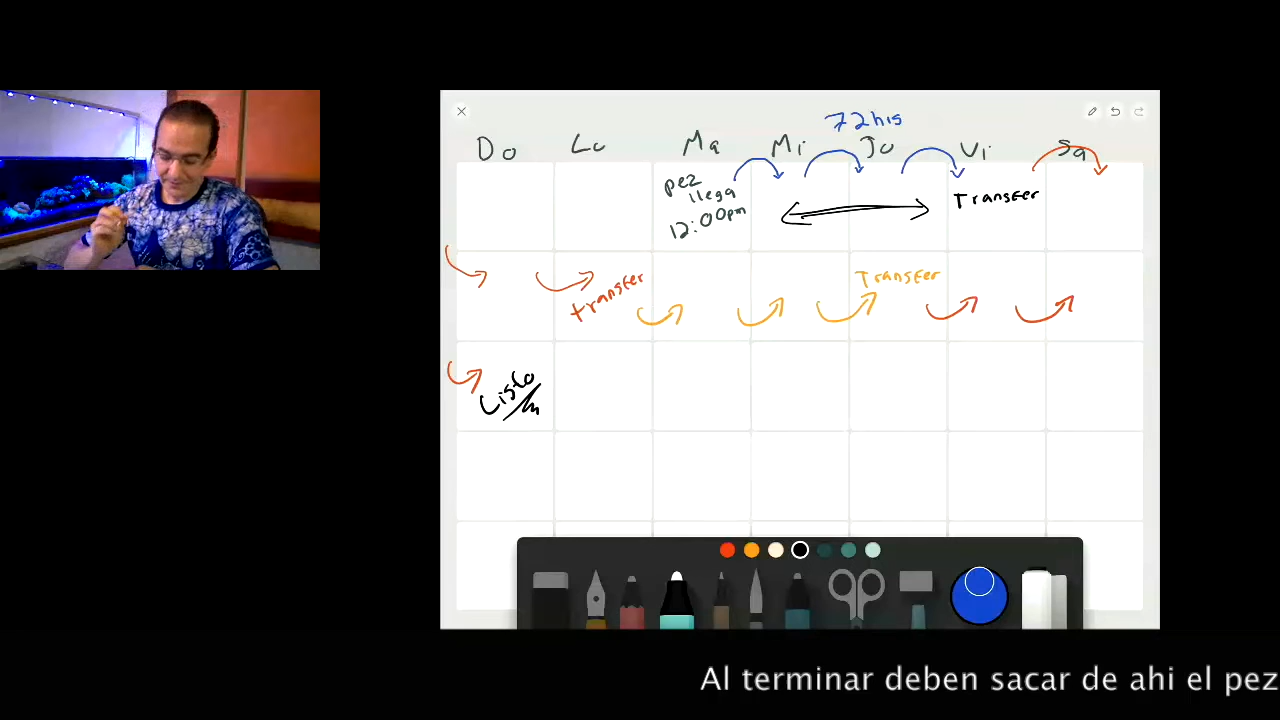 72hrs
Do Lu Ma Mi Ju Vi Sa
pez
llega
12:00pm
Transfer
transfer
Transfer
Listo
Al terminar deben sacar de ahi el pez